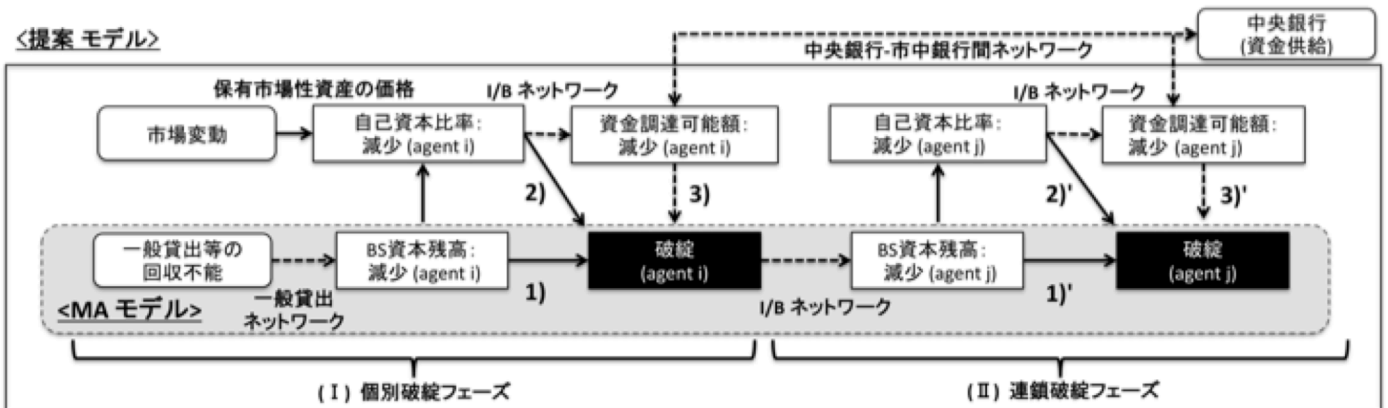 <提案 モデル>
中央銀行
(資金供給)
中央銀行-市中銀行間ネットワーク
保有市場性資産の価格
I/B ネットワーク
I/B ネットワーク
市場変動
自己資本比率:
減少 (agent i)
資金調達可能額:
減少 (agent i)
自己資本比率:
減少 (agent j)
資金調達可能額:
減少 (agent j)
2)
3)
2)'
3)'
一般貸出等の
回収不能
BS資本残高:
減少 (agent i)
破綻
(agent i)
BS資本残高:
減少 (agent j)
破綻
(agent j)
<MA モデル>
一般貸出
ネットワーク
1)
I/B ネットワーク
1)'
(Ⅰ) 個別破綻フェーズ
(Ⅱ) 連鎖破綻フェーズ